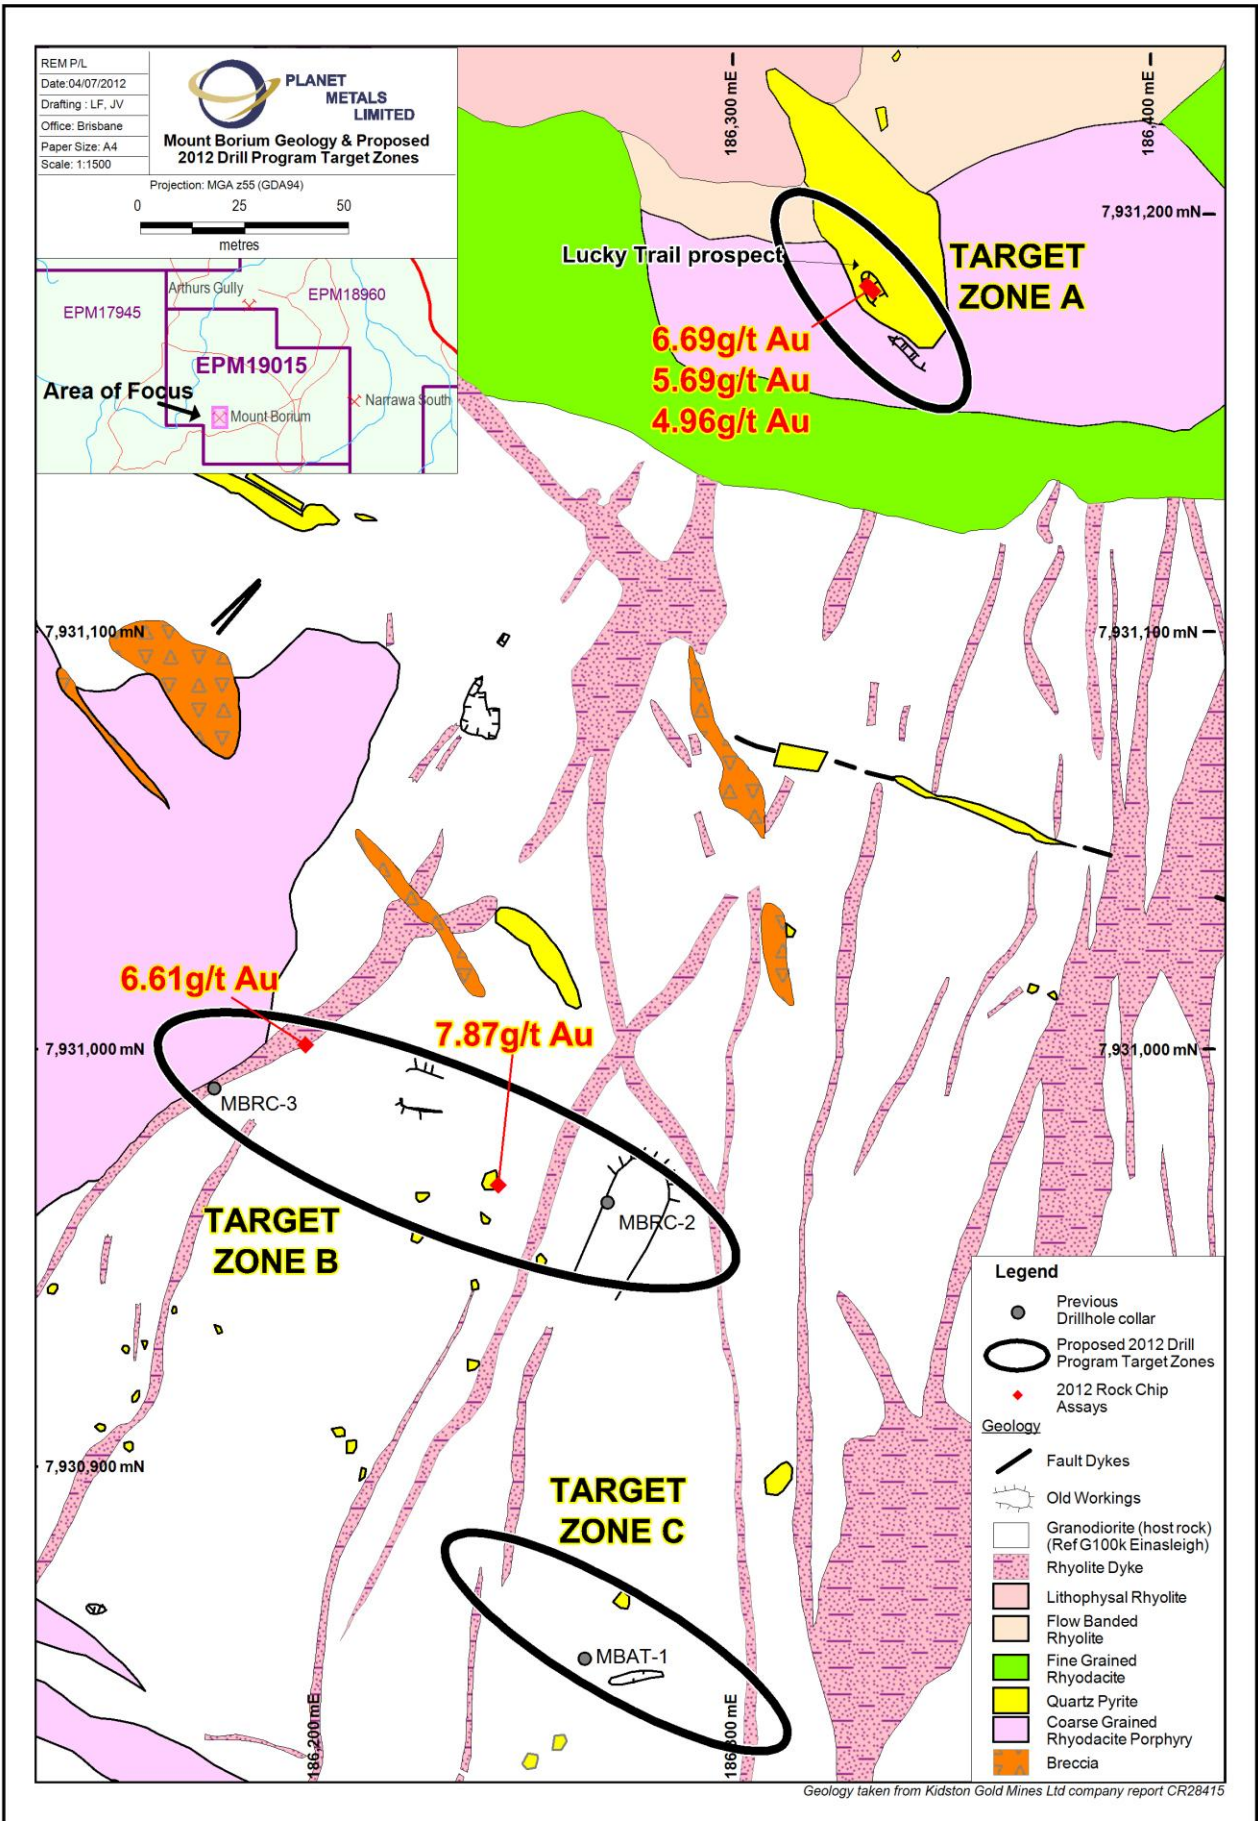 REM P/L
Date:04/07/2012
Drafting : LF, JV
Office: Brisbane
Paper Size: A4
Scale: 1:1500
PLANET
METALS
LIMITED
Mount Borium Geology & Proposed
2012 Drill Program Target Zones
Projection: MGA z55 (GDA94)
0 25 50
metres
Arthurs Gully
EPM17945
EPM18960
EPM19015
Area of Focus
Mount Borium
Narrawa South
186,300 mE
186,400 mE
7,931,200 mN
Lucky Trail prospect
TARGET
ZONE A
6.69g/t Au
5.69g/t Au
4.96g/t Au
7,931,100 mN
7,931,100 mN
6.61g/t Au
7.87g/t Au
7,931,000 mN
7,931,000 mN
MBRC-3
MBRC-2
TARGET
ZONE B
7,930,900 mN
TARGET
ZONE C
MBAT-1
186,200 mE
186,300 mE
Legend
Previous
Drillhole collar
Proposed 2012 Drill
Program Target Zones
2012 Rock Chip
Assays
Geology
Fault Dykes
Old Workings
Granodiorite (host rock)
(Ref G100k Einasleigh)
Rhyolite Dyke
Lithophysal Rhyolite
Flow Banded
Rhyolite
Fine Grained
Rhyodacite
Quartz Pyrite
Coarse Grained
Rhyodacite Porphyry
Breccia
Geology taken from Kidston Gold Mines Ltd company report CR28415